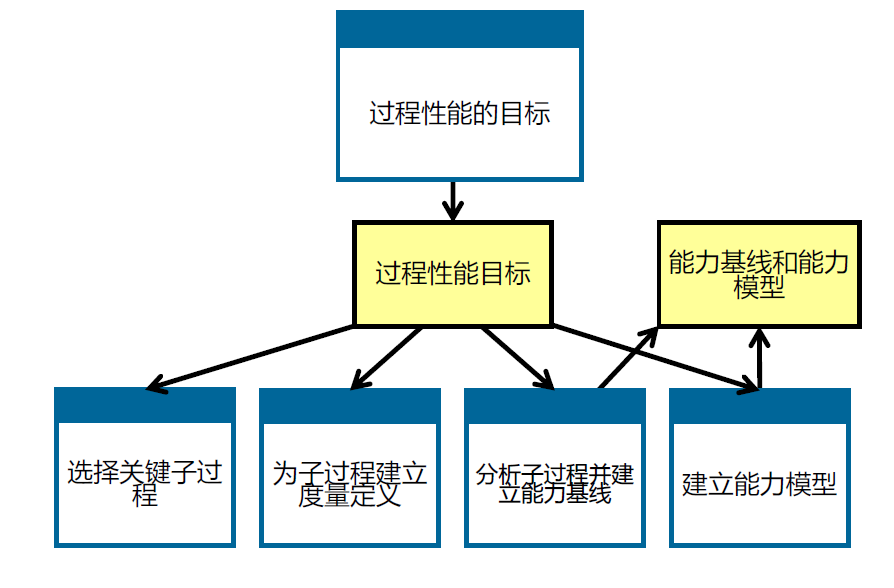 过程性能的目标
过程性能目标
能力基线和能力
模型
选择关键子过
程
为子过程建立
度量定义
分析子过程并建
立能力基线
建立能力模型